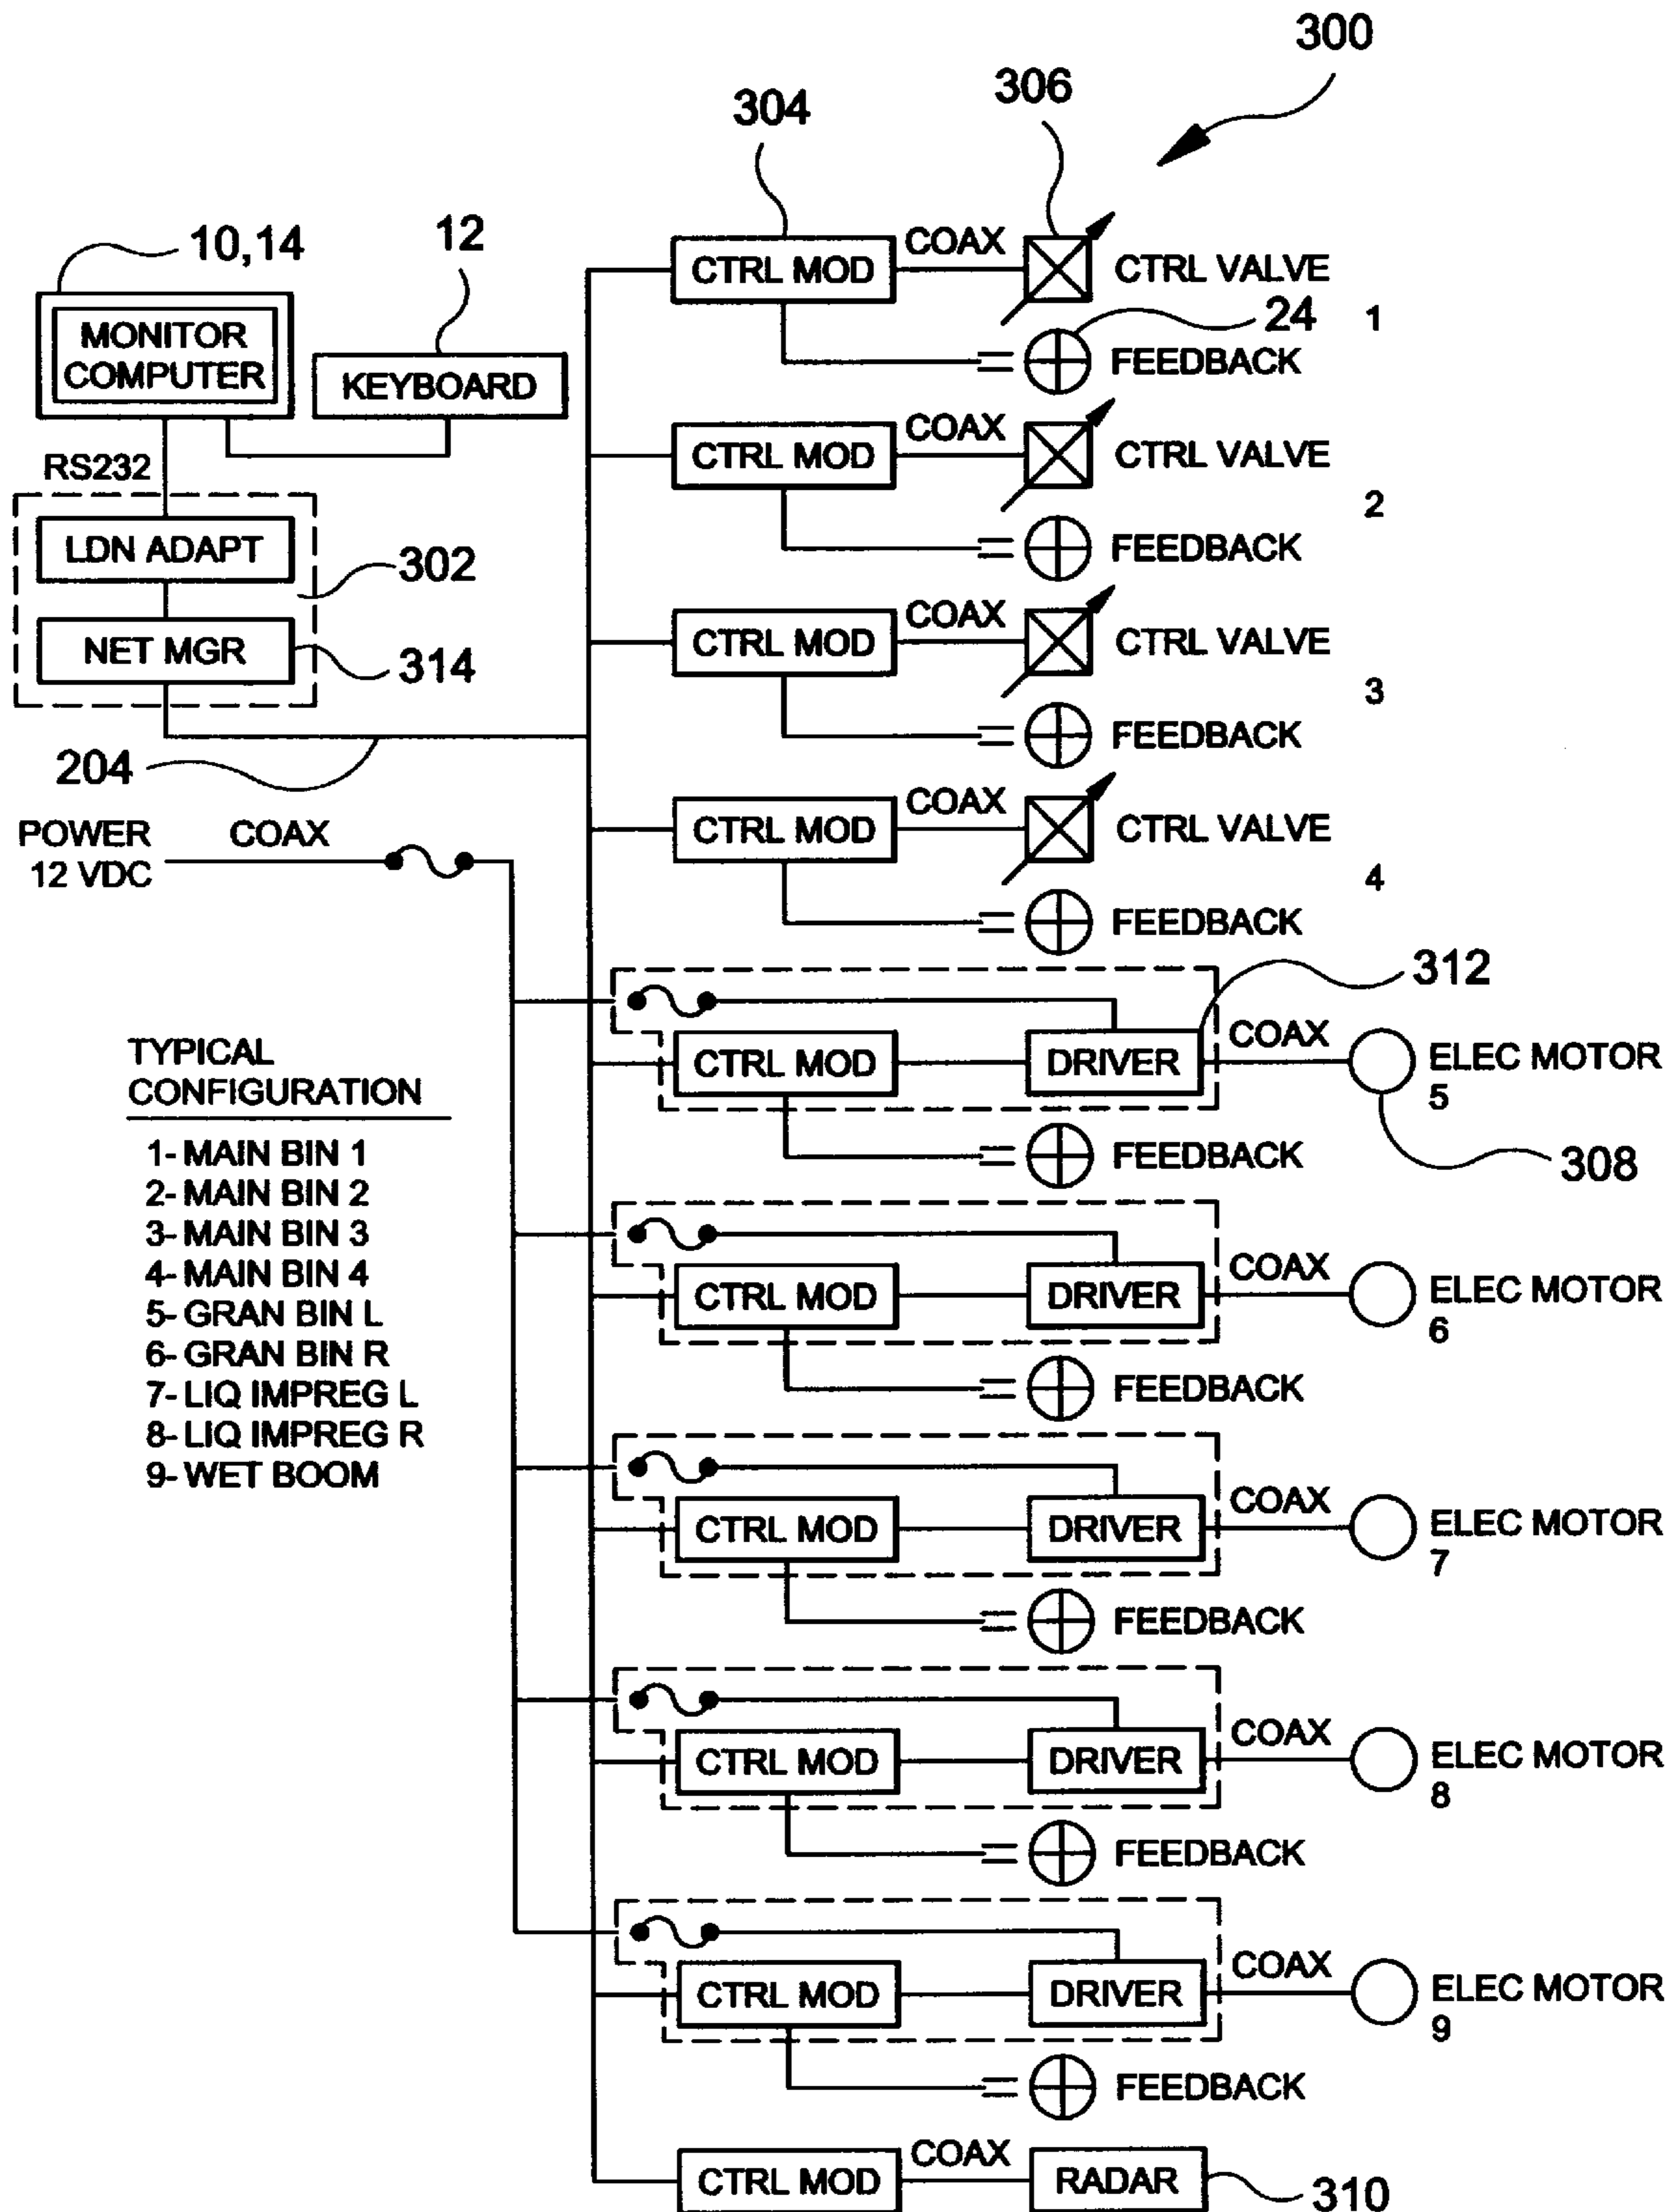 300
306
304
10,14
12
COAX
CTRL MOD
CTRL VALVE
MONITOR
COMPUTER
24
1
KEYBOARD
FEEDBACK
COAX
CTRL MOD
CTRL VALVE
RS232
2
LDN ADAPT
FEEDBACK
302
COAX
NET MGR
CTRL MOD
CTRL VALVE
314
3
FEEDBACK
204
COAX
POWER
12 VDC
COAX
CTRL MOD
CTRL VALVE
4
FEEDBACK
312
TYPICAL
CONFIGURATION
1- MAIN BIN 1
2- MAIN BIN 2
3- MAIN BIN 3
4- MAIN BIN 4
5- GRAN BIN L
6- GRAN BIN R
7- LIQ IMPREG L
8- LIQ IMPREG R
9- WET BOOM
CTRL MOD
DRIVER
COAX
ELEC MOTOR
5
FEEDBACK
308
CTRL MOD
DRIVER
COAX
ELEC MOTOR
6
FEEDBACK
CTRL MOD
DRIVER
COAX
ELEC MOTOR
7
FEEDBACK
CTRL MOD
DRIVER
COAX
ELEC MOTOR
8
FEEDBACK
CTRL MOD
DRIVER
COAX
ELEC MOTOR
9
FEEDBACK
CTRL MOD
COAX
RADAR
310